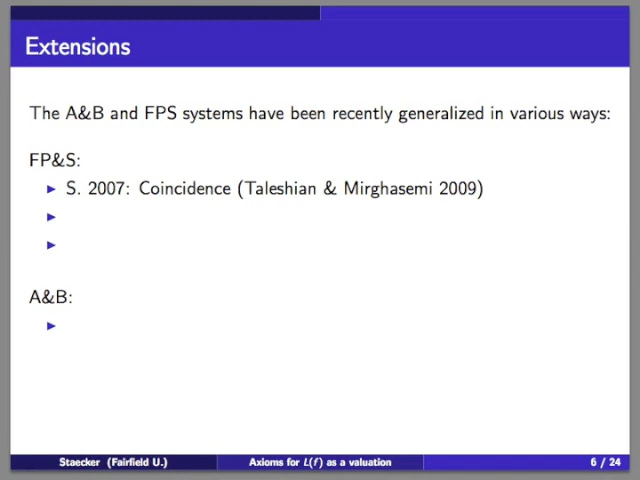 Extensions
The A&B and FPS systems have been recently generalized in various ways:
FP&S:
S. 2007: Coincidence (Taleshian & Mirghasemi 2009)
A&B:
Staecker (Fairfield U.) Axioms for L(f) as a valuation 6 / 24